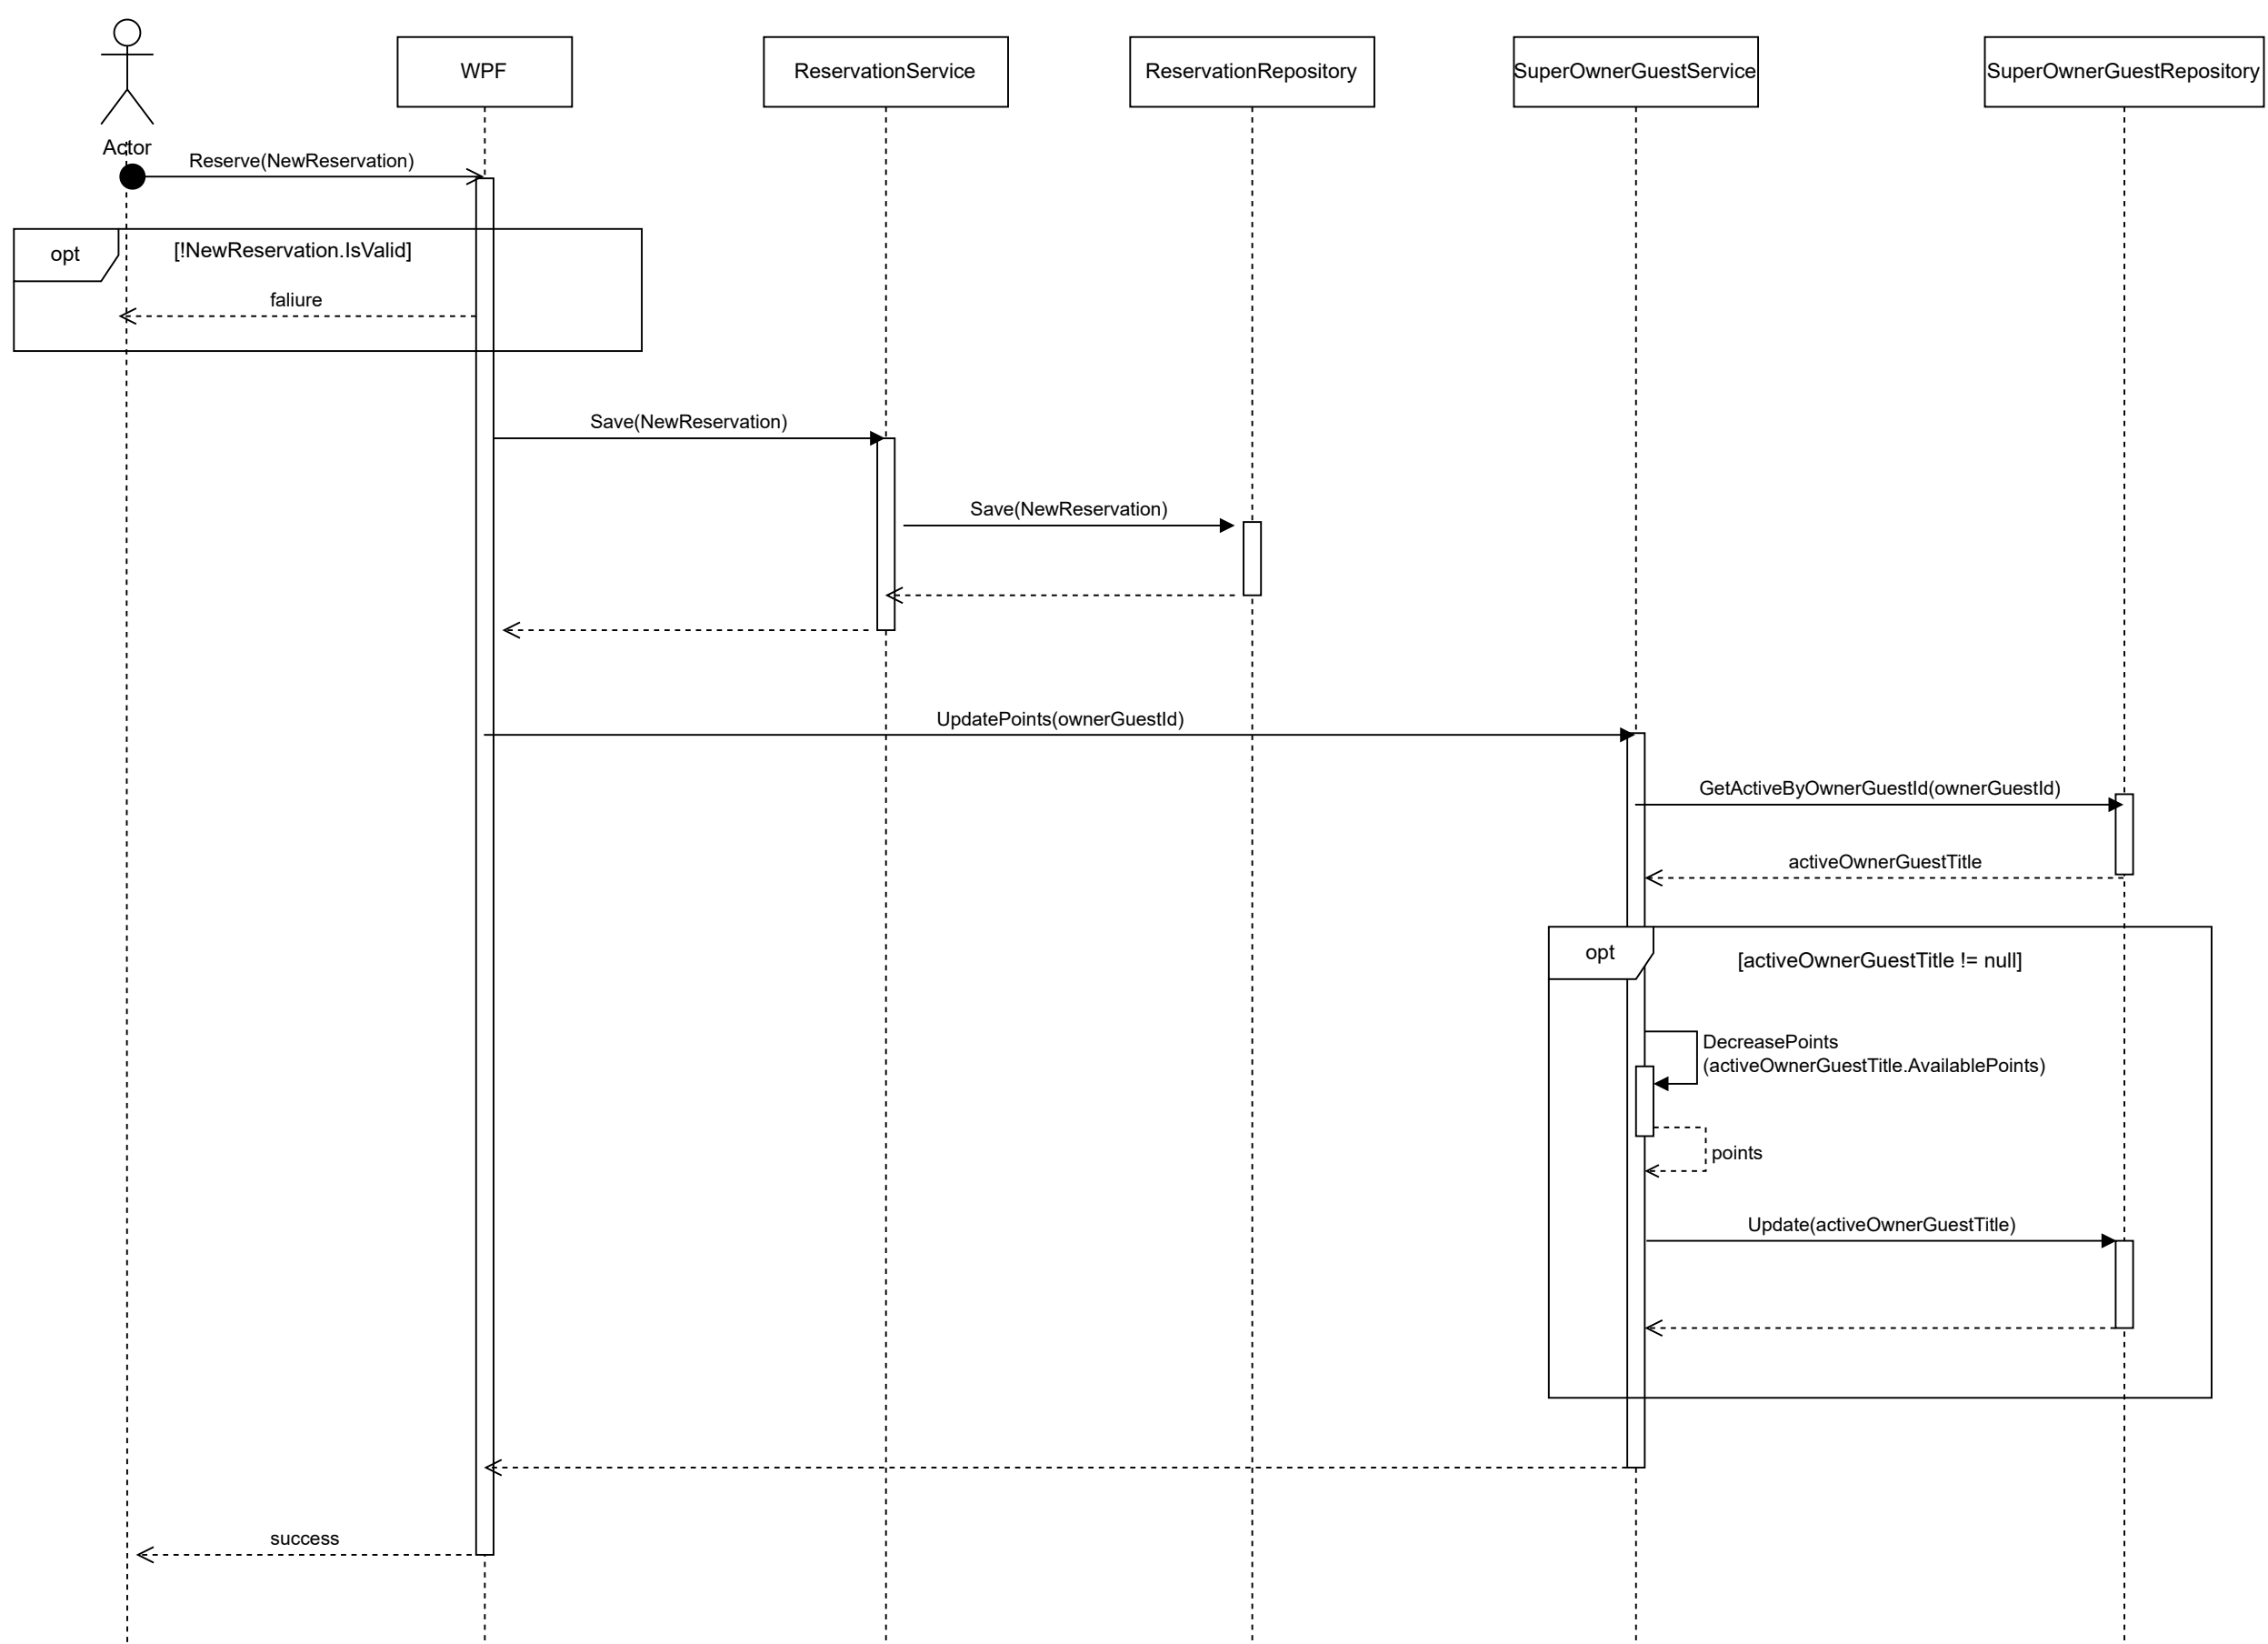 Actor
WPF
ReservationService
ReservationRepository
SuperOwnerGuestService
SuperOwnerGuestRepository
Reserve(NewReservation)
opt
[!NewReservation.IsValid]
faliure
Save(NewReservation)
Save(NewReservation)
UpdatePoints(ownerGuestId)
GetActiveByOwnerGuestId(ownerGuestId)
activeOwnerGuestTitle
opt
[activeOwnerGuestTitle != null]
DecreasePoints
(activeOwnerGuestTitle.AvailablePoints)
points
Update(activeOwnerGuestTitle)
success